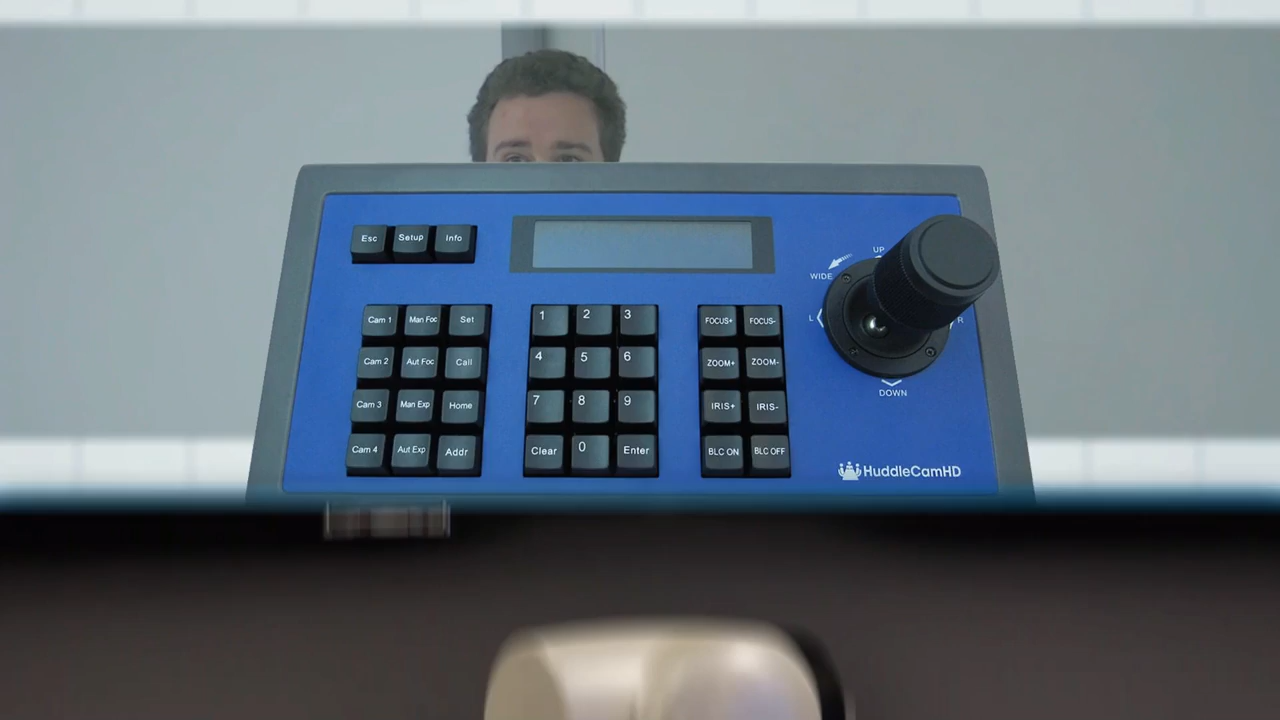 Esc Setup Info
UP
WIDE
L R
DOWN
Cam 1 Man Foc Set
Cam 2 Aut Foc Call
Cam 3 Man Exp Home
Cam 4 Aut Exp Addr
1 2 3
4 5 6
7 8 9
Clear 0 Enter
FOCUS+ FOCUS-
ZOOM+ ZOOM-
IRIS+ IRIS-
BLC ON BLC OFF
HuddleCamHD